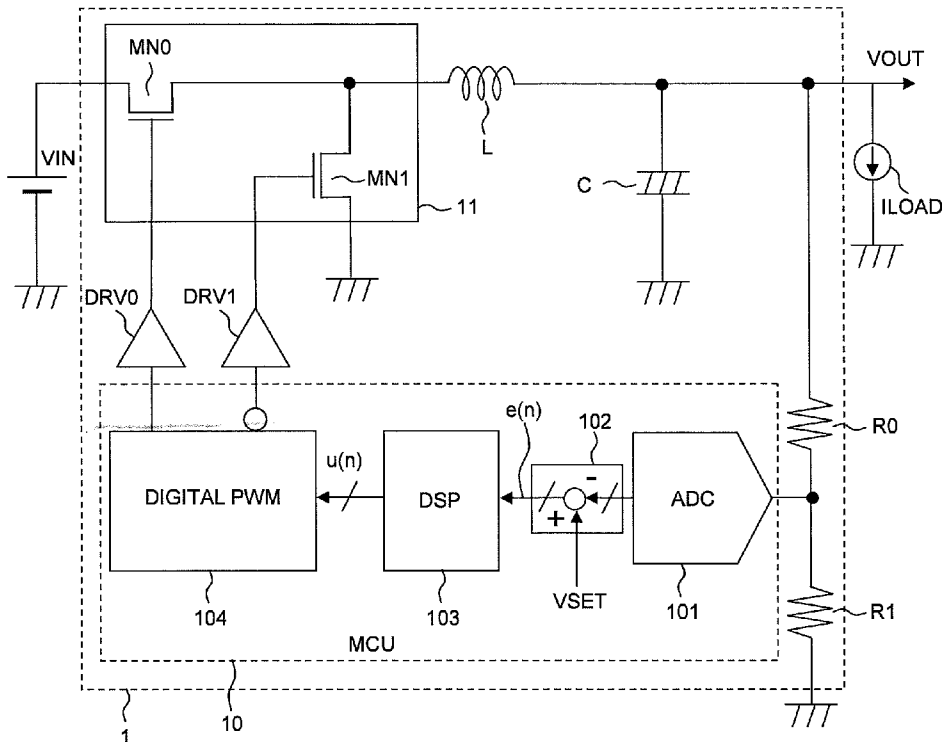 MN0
VOUT
VIN
L
MN1
C
11
ILOAD
DRV0
DRV1
R0
e(n)
102
u(n)
-
DIGITAL PWM
DSP
+
ADC
104
103
VSET
101
R1
MCU
1
10